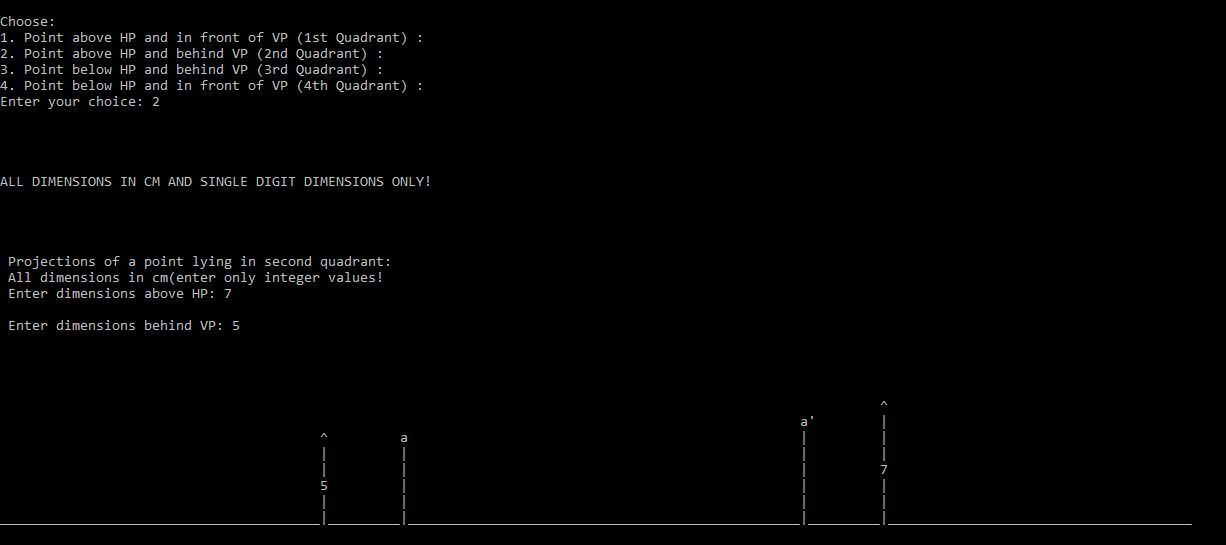 Choose:
1. Point above HP and in front of VP (1st Quadrant) :
2. Point above HP and behind VP (2nd Quadrant) :
3. Point below HP and behind VP (3rd Quadrant) :
4. Point below HP and in front of VP (4th Quadrant) :
Enter your choice: 2
ALL DIMENSIONS IN CM AND SINGLE DIGIT DIMENSIONS ONLY!
Projections of a point lying in second quadrant:
All dimensions in cm(enter only integer values!
Enter dimensions above HP: 7
Enter dimensions behind VP: 5
^
a'
^ a
7
5